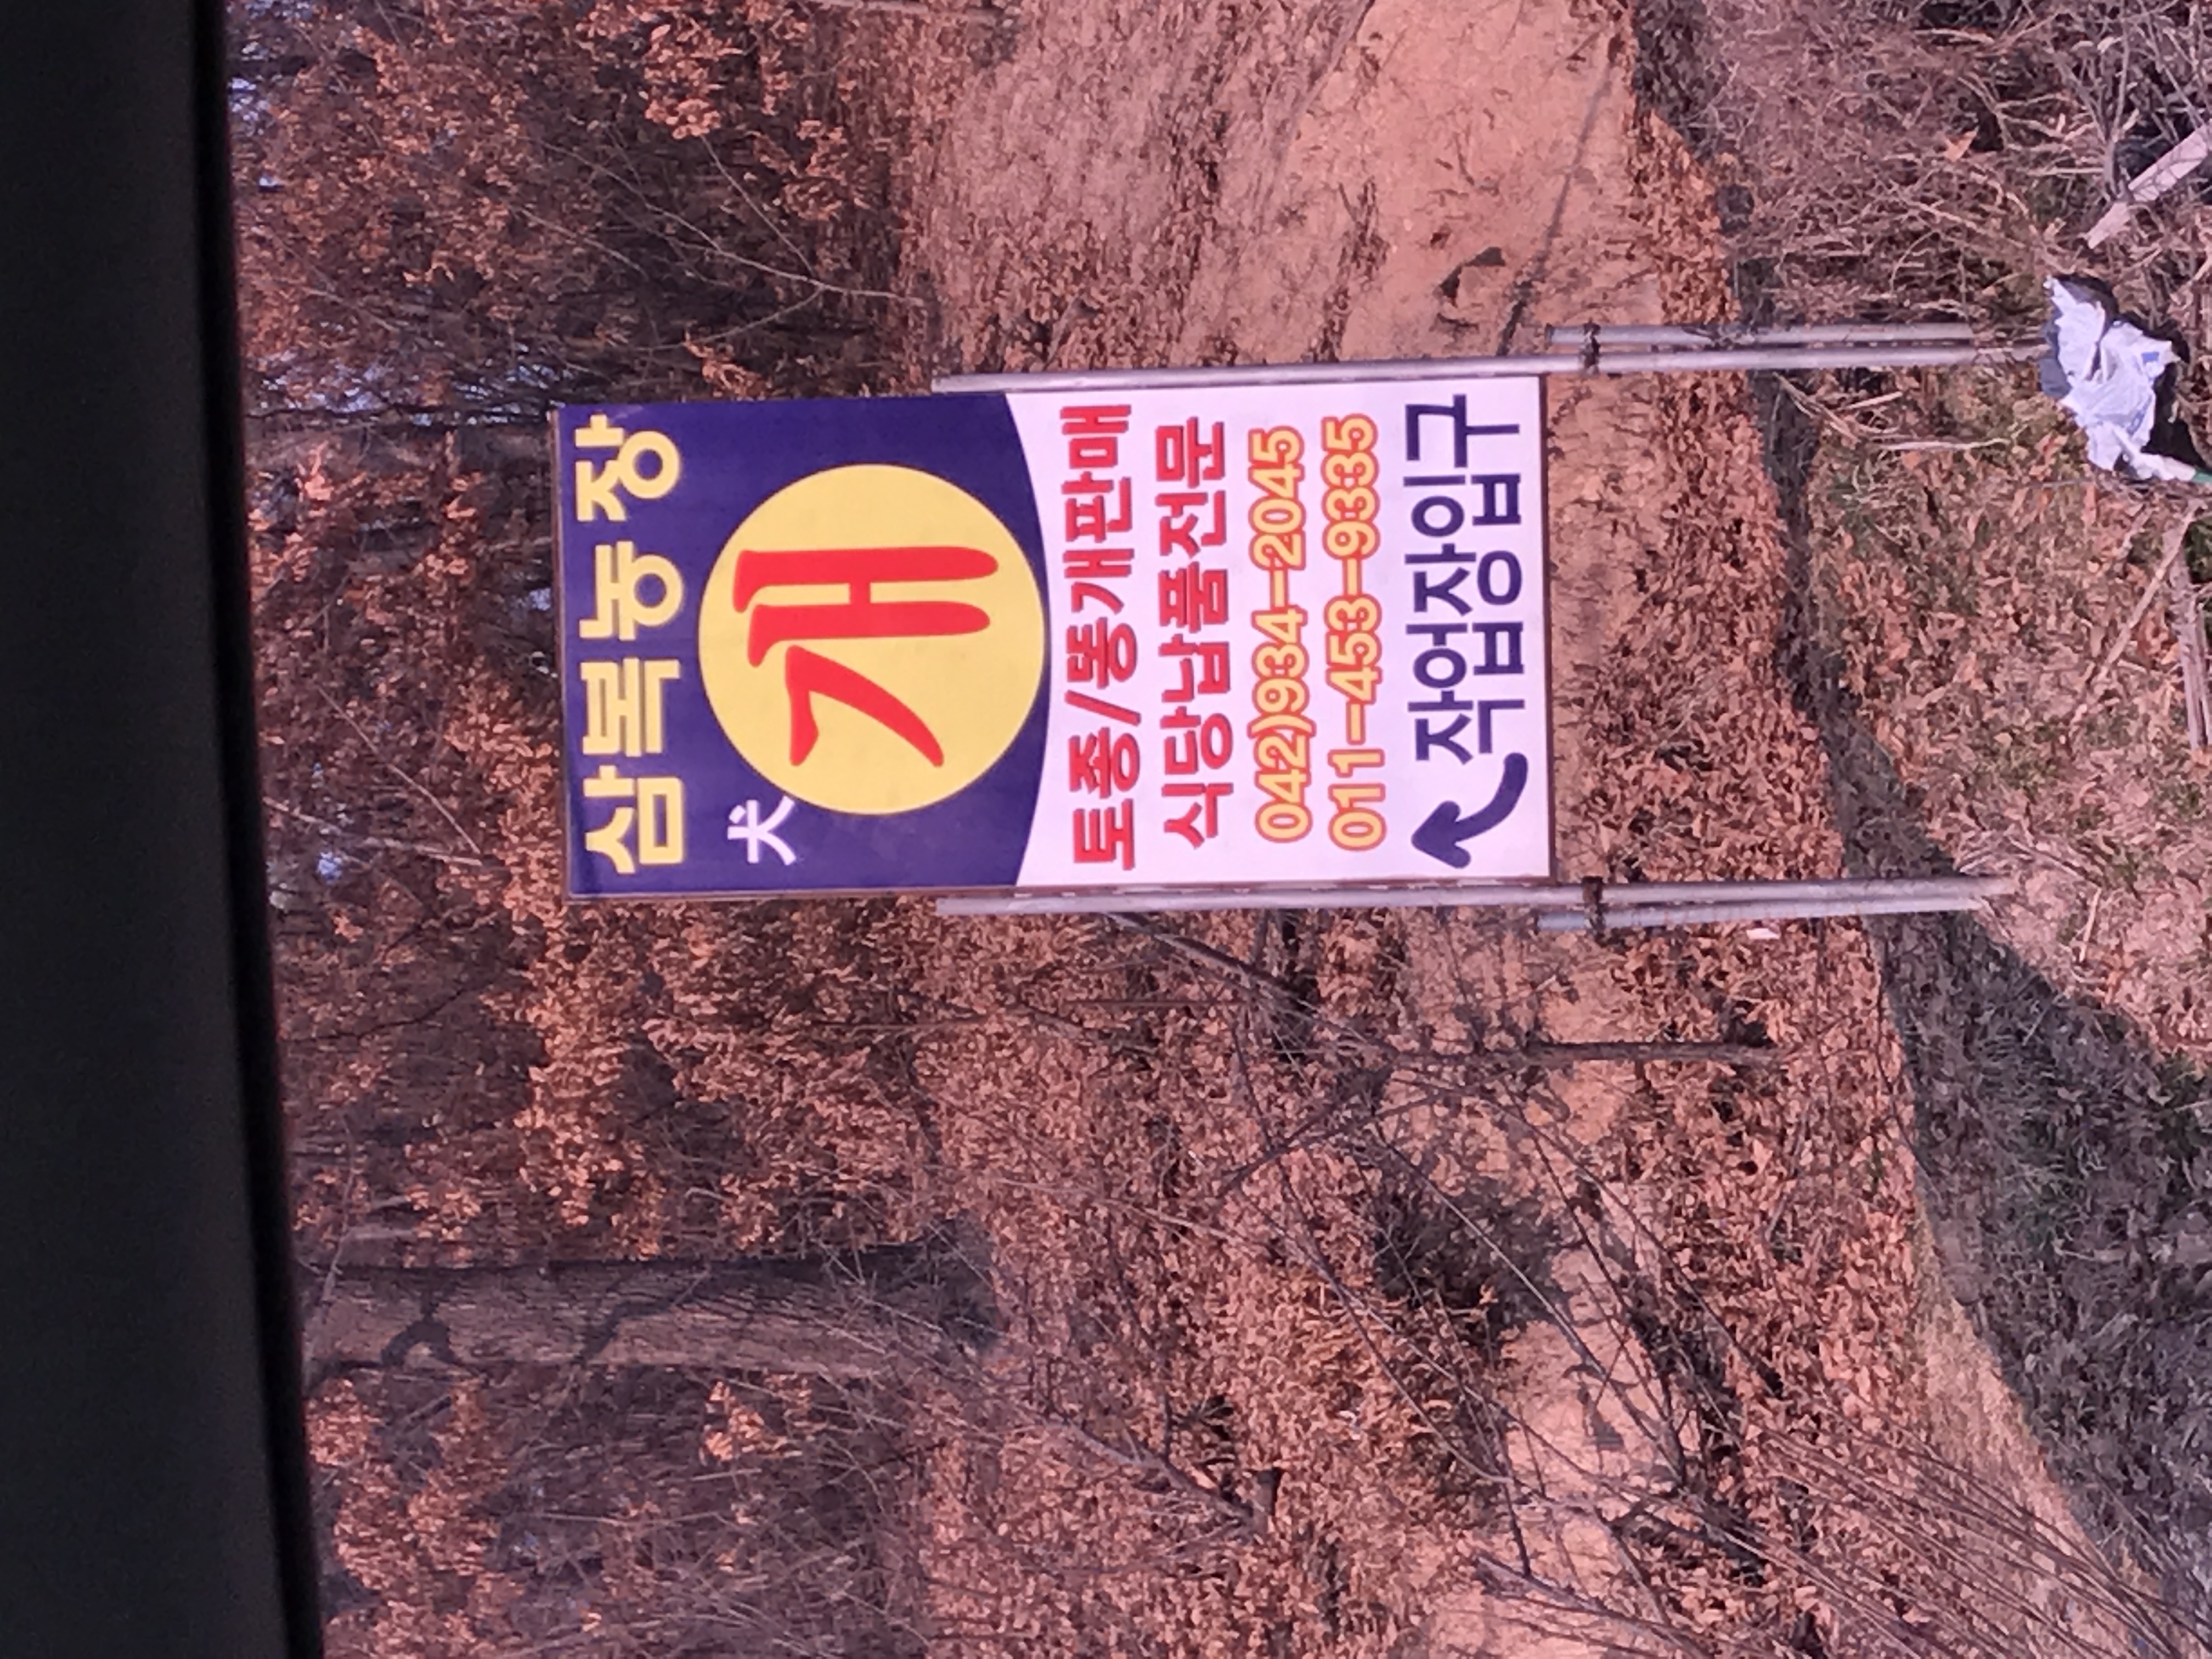 삼복농장
犬 개
토종/똥개판매
식당납품전문
042)934-2045
011-453-9335
작업장입구